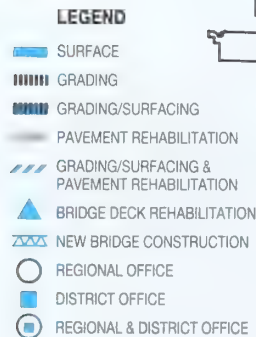 LEGEND
SURFACE
GRADING
GRADING/SURFACING
PAVEMENT REHABILITATION
GRADING/SURFACING &
PAVEMENT REHABILITATION
BRIDGE DECK REHABILITATION
NEW BRIDGE CONSTRUCTION
REGIONAL OFFICE
DISTRICT OFFICE
REGIONAL & DISTRICT OFFICE